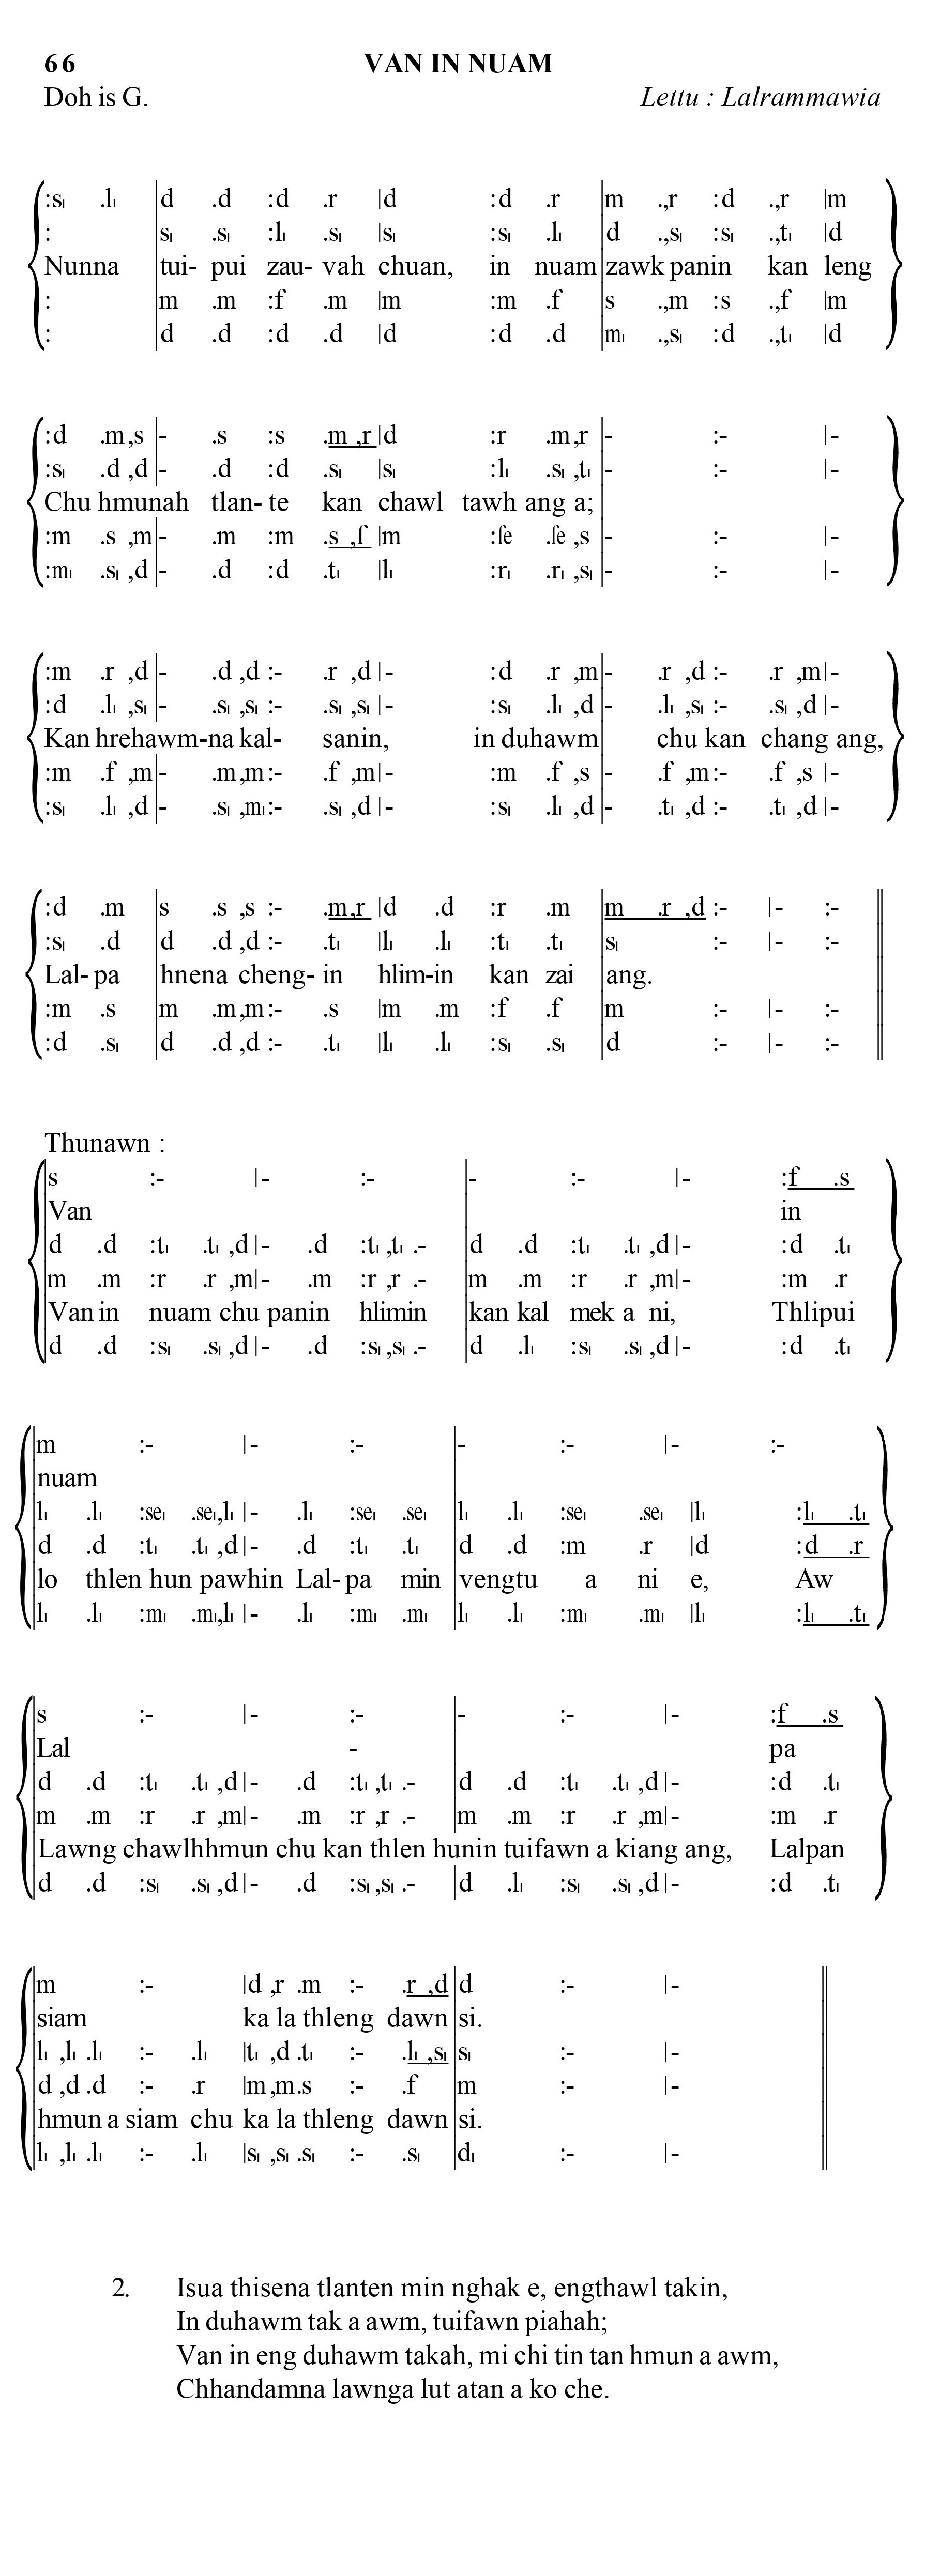 66 VAN IN NUAM
Doh is G. Lettu : Lalrammawia
:s₁ .l₁ |d .d :d .r |d :d .r |m .,r :d .,r |m
: |s₁ .s₁ :l₁ .s₁ |s₁ :s₁ .l₁ |d .,s₁ :s₁ .,t₁ |d
Nunna tui- pui zau- vah chuan, in nuam zawk panin kan leng
: |m .m :f .m |m :m .f |s .,m :s .,f |m
: |d .d :d .d |d :d .d |m₁ .,s₁ :d .,t₁ |d
:d .m,s |- .s :s .m ,r |d :r .m,r |- :- |-
:s₁ .d ,d |- .d :d .s₁ |s₁ :l₁ .s₁ ,t₁ |- :- |-
Chu hmunah tlan- te kan chawl tawh ang a;
:m .s ,m |- .m :m .s ,f |m :fe .fe ,s |- :- |-
:m₁ .s₁ ,d |- .d :d .t₁ |l₁ :r₁ .r₁ ,s₁ |- :- |-
:m .r ,d |- .d ,d :- .r ,d |- :d .r ,m |- .r ,d :- .r ,m |-
:d .l₁ ,s₁ |- .s₁ ,s₁ :- .s₁ ,s₁ |- :s₁ .l₁ ,d |- .l₁ ,s₁ :- .s₁ ,d |-
Kan hrehawm-na kal- sanin, in duhawm chu kan chang ang,
:m .f ,m |- .m,m :- .f ,m |- :m .f ,s |- .f ,m :- .f ,s |-
:s₁ .l₁ ,d |- .s₁ ,m₁ :- .s₁ ,d |- :s₁ .l₁ ,d |- .t₁ ,d :- .t₁ ,d |-
:d .m |s .s ,s :- .m,r |d .d :r .m |m .r ,d :- |- :- ||
:s₁ .d |d .d ,d :- .t₁ |l₁ .l₁ :t₁ .t₁ |s₁ :- |- :- ||
Lal- pa hnena cheng- in hlim-in kan zai ang.
:m .s |m .m,m :- .s |m .m :f .f |m :- |- :- ||
:d .s₁ |d .d ,d :- .t₁ |l₁ .l₁ :s₁ .s₁ |d :- |- :- ||
Thunawn :
|s :- |- :- |- :- |- :f .s
Van in
|d .d :t₁ .t₁ ,d |- .d :t₁ ,t₁ .- |d .d :t₁ .t₁ ,d |- :d .t₁
|m .m :r .r ,m |- .m :r ,r .- |m .m :r .r ,m |- :m .r
Van in nuam chu panin hlimin kan kal mek a ni, Thlipui
|d .d :s₁ .s₁ ,d |- .d :s₁ ,s₁ .- |d .l₁ :s₁ .s₁ ,d |- :d .t₁
|m :- |- :- |- :- |- :-
nuam
|l₁ .l₁ :se₁ .se₁,l₁ |- .l₁ :se₁ .se₁ |l₁ .l₁ :se₁ .se₁ |l₁ :l₁ .t₁
|d .d :t₁ .t₁ ,d |- .d :t₁ .t₁ |d .d :m .r |d :d .r
lo thlen hun pawhin Lal- pa min vengtu a ni e, Aw
|l₁ .l₁ :m₁ .m₁,l₁ |- .l₁ :m₁ .m₁ |l₁ .l₁ :m₁ .m₁ |l₁ :l₁ .t₁
|s :- |- :- |- :- |- :f .s
Lal - pa
|d .d :t₁ .t₁ ,d |- .d :t₁ ,t₁ .- |d .d :t₁ .t₁ ,d |- :d .t₁
|m .m :r .r ,m |- .m :r ,r .- |m .m :r .r ,m |- :m .r
Lawng chawlhhmun chu kan thlen hunin tuifawn a kiang ang, Lalpan
|d .d :s₁ .s₁ ,d |- .d :s₁ ,s₁ .- |d .l₁ :s₁ .s₁ ,d |- :d .t₁
|m :- |d ,r .m :- .r ,d |d :- |- ||
siam ka la thleng dawn si.
|l₁ ,l₁ .l₁ :- .l₁ |t₁ ,d .t₁ :- .l₁ ,s₁ |s₁ :- |- ||
|d ,d .d :- .r |m,m.s :- .f |m :- |- ||
hmun a siam chu ka la thleng dawn si.
|l₁ ,l₁ .l₁ :- .l₁ |s₁ ,s₁ .s₁ :- .s₁ |d₁ :- |- ||
2. Isua thisena tlanten min nghak e, engthawl takin,
In duhawm tak a awm, tuifawn piahah;
Van in eng duhawm takah, mi chi tin tan hmun a awm,
Chhandamna lawnga lut atan a ko che.